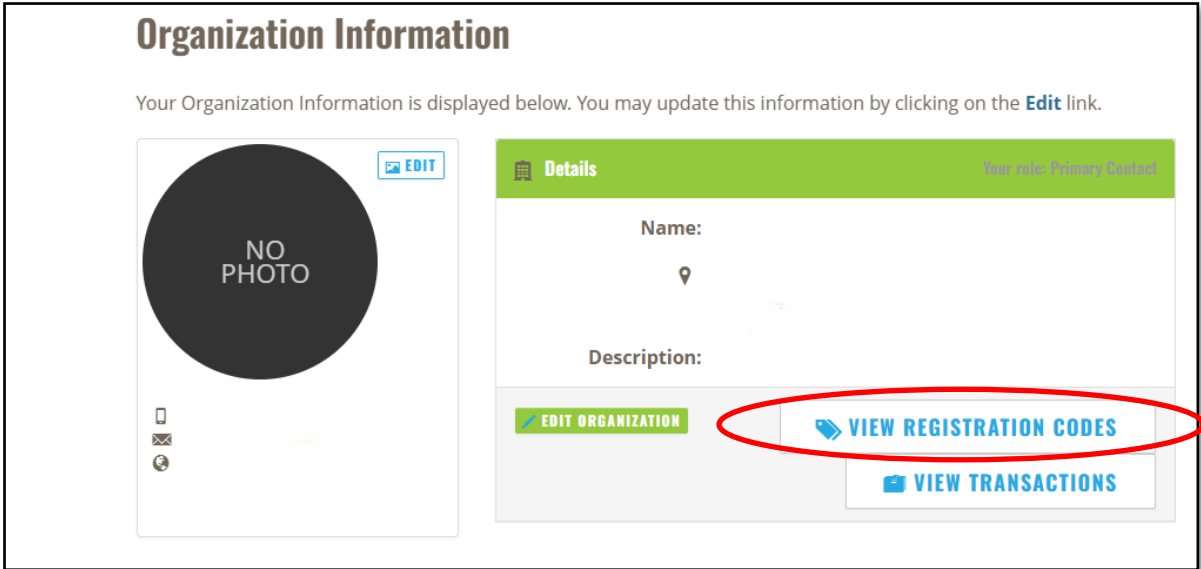 Organization Information
Your Organization Information is displayed below. You may update this information by clicking on the Edit link.
EDIT
NO
PHOTO
Details
Your role: Primary Contact
Name:
Description:
EDIT ORGANIZATION
VIEW REGISTRATION CODES
VIEW TRANSACTIONS